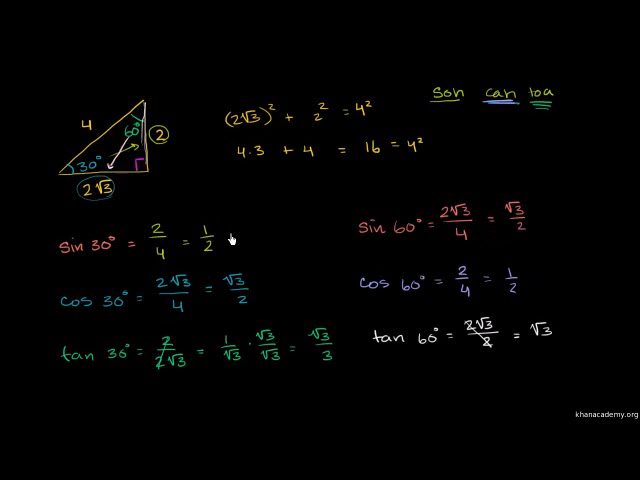 soh cah toa
(2√3)² + 2² = 4²
4·3 + 4 = 16 = 4²
4
60°
2
30°
2√3
sin 30° = 2/4 = 1/2
cos 30° = 2√3/4 = √3/2
tan 30° = 2/2√3 = 1/√3 · √3/√3 = √3/3
sin 60° = 2√3/4 = √3/2
cos 60° = 2/4 = 1/2
tan 60° = 2√3/2 = √3
khanacademy.org